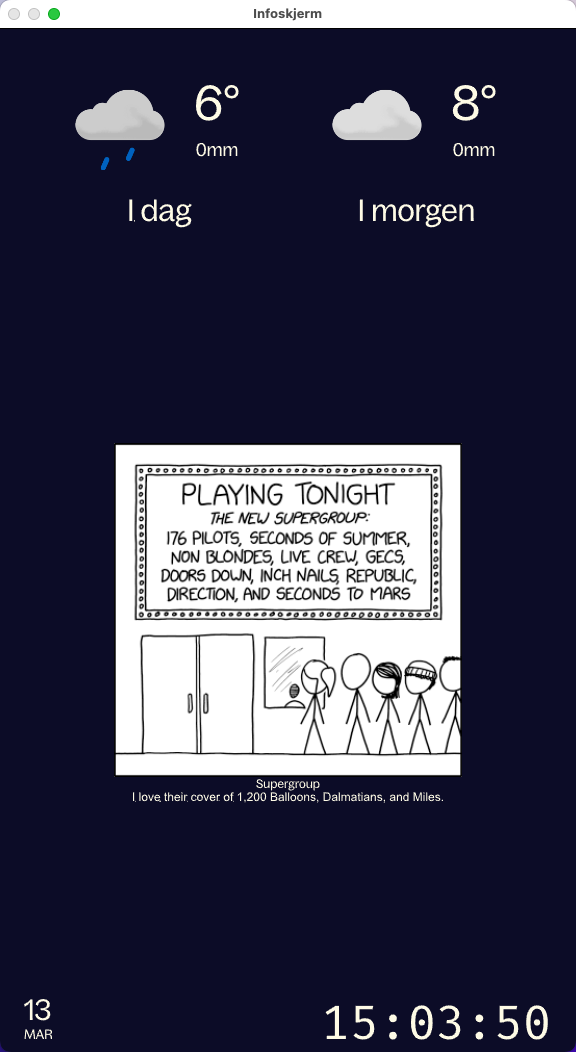 Infoskjerm
6°
0mm
I dag
8°
0mm
I morgen
PLAYING TONIGHT
THE NEW SUPERGROUP:
176 PILOTS, SECONDS OF SUMMER,
NON BLONDES, LIVE CREW, GECS,
DOORS DOWN, INCH NAILS, REPUBLIC,
DIRECTION, AND SECONDS TO MARS
Supergroup
I love their cover of 1,200 Balloons, Dalmatians, and Miles.
13
MAR
15:03:50